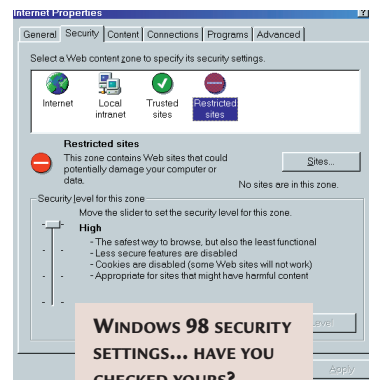 Internet Properties
General Security Content Connections Programs Advanced
Select a Web content zone to specify its security settings.
Internet Local intranet Trusted sites Restricted sites
Restricted sites
This zone contains Web sites that could
potentially damage your computer or
data.
Sites...
No sites are in this zone.
Security level for this zone
Move the slider to set the security level for this zone.
High
- The safest way to browse, but also the least functional
- Less secure features are disabled
- Cookies are disabled (some Web sites will not work)
- Appropriate for sites that might have harmful content
Level
WINDOWS 98 SECURITY
SETTINGS... HAVE YOU
CHECKED YOURS?
Apply